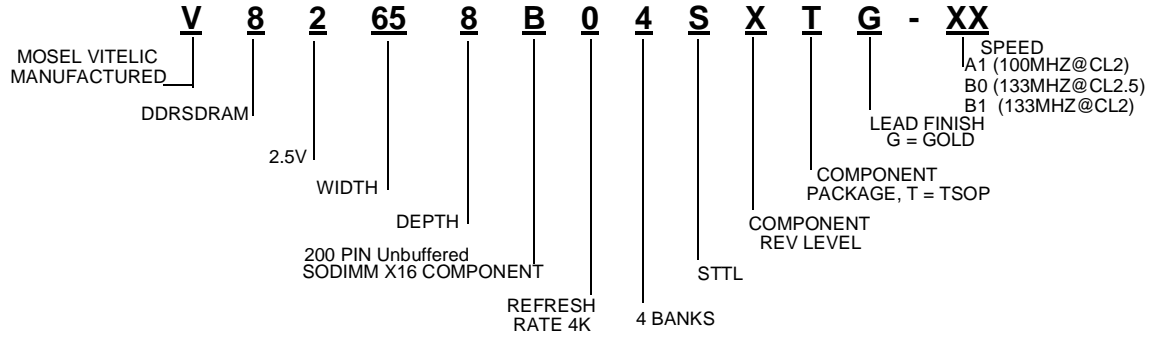 V 8 2 65 8 B 0 4 S X T G - XX
MOSEL VITELIC
MANUFACTURED
SPEED
A1 (100MHZ@CL2)
B0 (133MHZ@CL2.5)
B1 (133MHZ@CL2)
DDRSDRAM
LEAD FINISH
G = GOLD
2.5V
COMPONENT
PACKAGE, T = TSOP
WIDTH
DEPTH
COMPONENT
REV LEVEL
200 PIN Unbuffered
SODIMM X16 COMPONENT
STTL
REFRESH
RATE 4K
4 BANKS